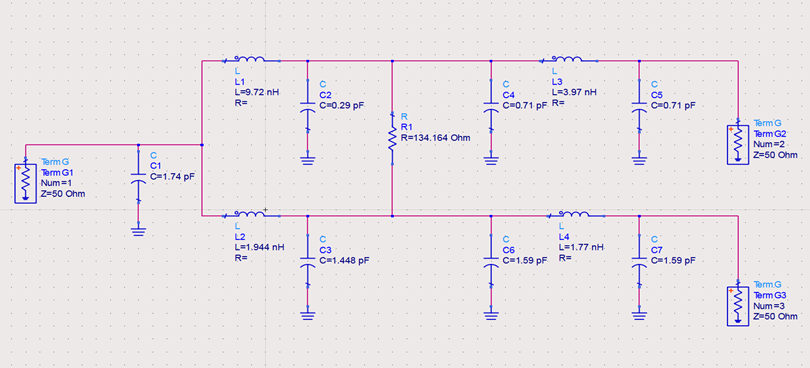 L
L1
L=9.72 nH
R=
C
C2
C=0.29 pF
R
R1
R=134.164 Ohm
C
C4
C=0.71 pF
L
L3
L=3.97 nH
R=
C
C5
C=0.71 pF
Term G
Term G2
Num=2
Z=50 Ohm
Term G
Term G1
Num=1
Z=50 Ohm
C
C1
C=1.74 pF
L
L2
L=1.944 nH
R=
C
C3
C=1.448 pF
C
C6
C=1.59 pF
L
L4
L=1.77 nH
R=
C
C7
C=1.59 pF
Term G
Term G3
Num=3
Z=50 Ohm